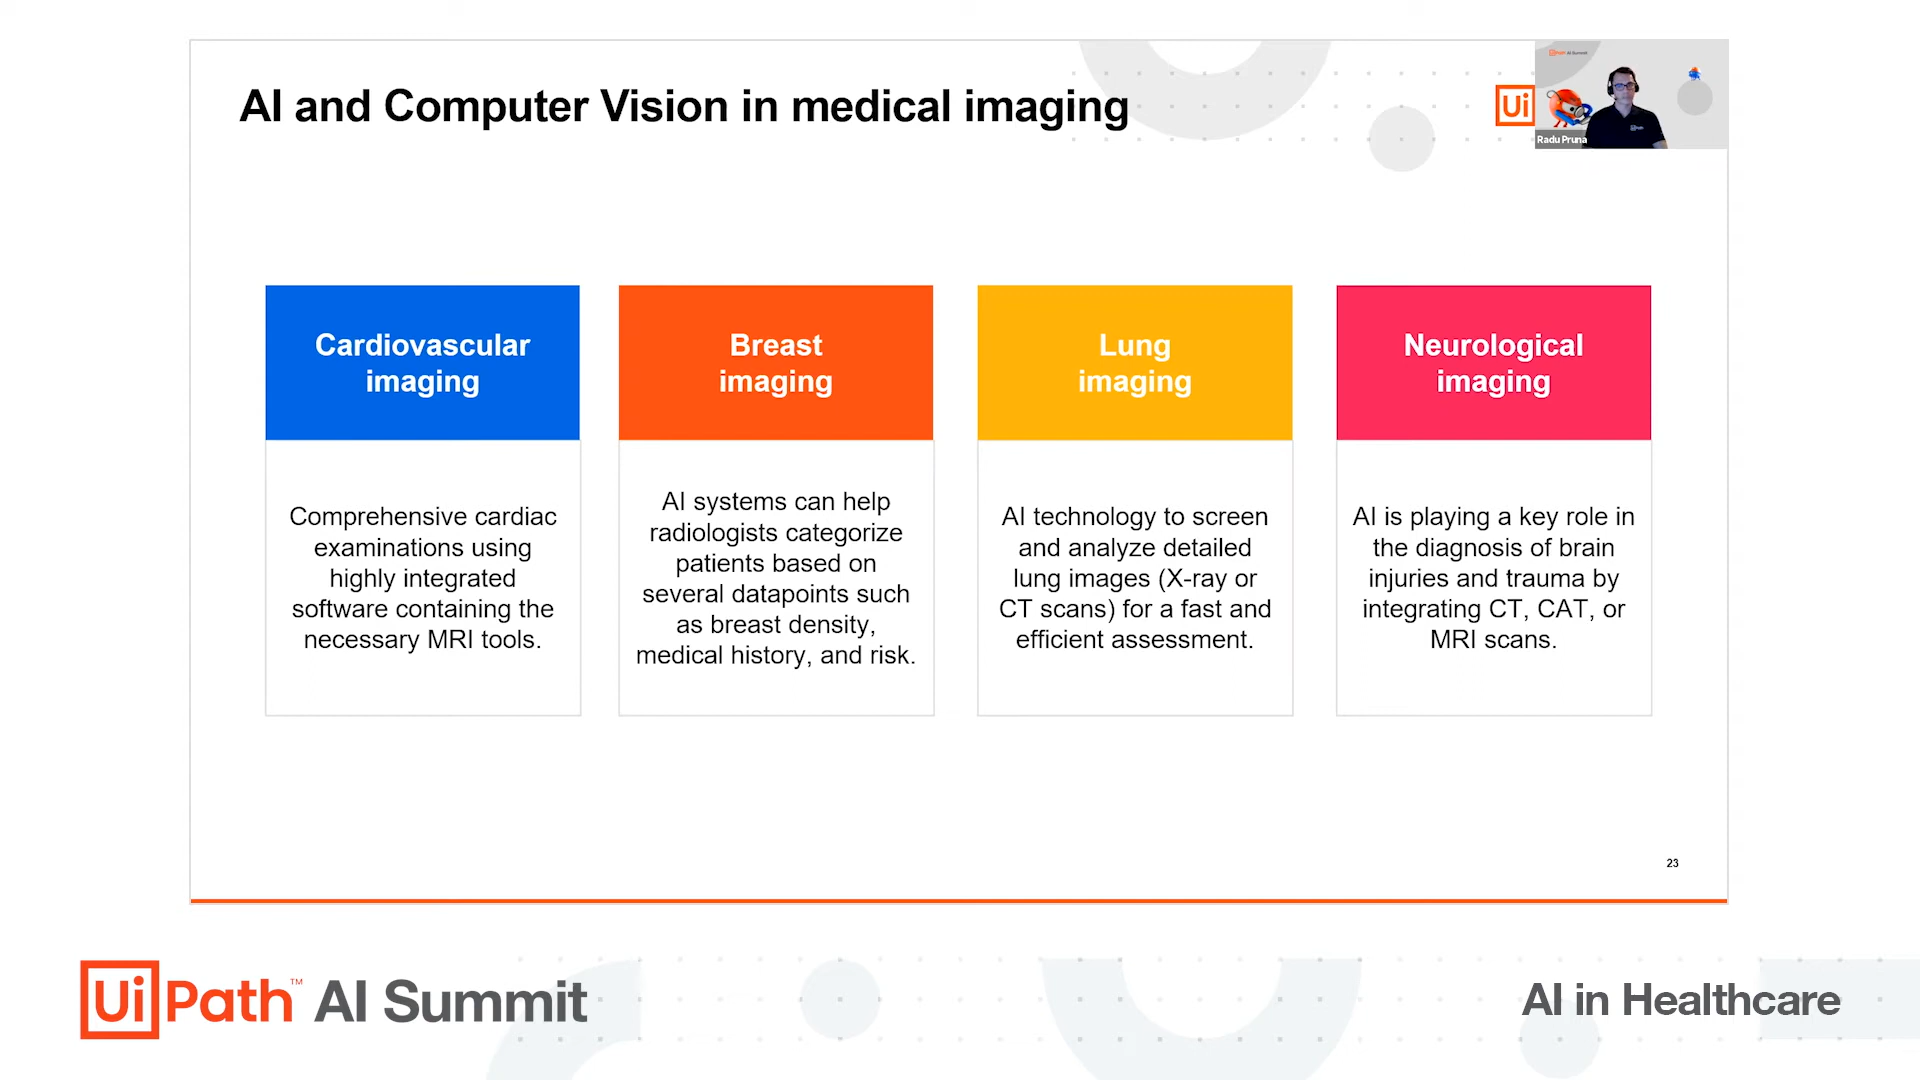 AI and Computer Vision in medical imaging
Ui
UiPath AI Summit
Radu Pruna
Cardiovascular
imaging
Comprehensive cardiac
examinations using
highly integrated
software containing the
necessary MRI tools.
Breast
imaging
AI systems can help
radiologists categorize
patients based on
several datapoints such
as breast density,
medical history, and risk.
Lung
imaging
AI technology to screen
and analyze detailed
lung images (X-ray or
CT scans) for a fast and
efficient assessment.
Neurological
imaging
AI is playing a key role in
the diagnosis of brain
injuries and trauma by
integrating CT, CAT, or
MRI scans.
23
UiPath™ AI Summit
AI in Healthcare